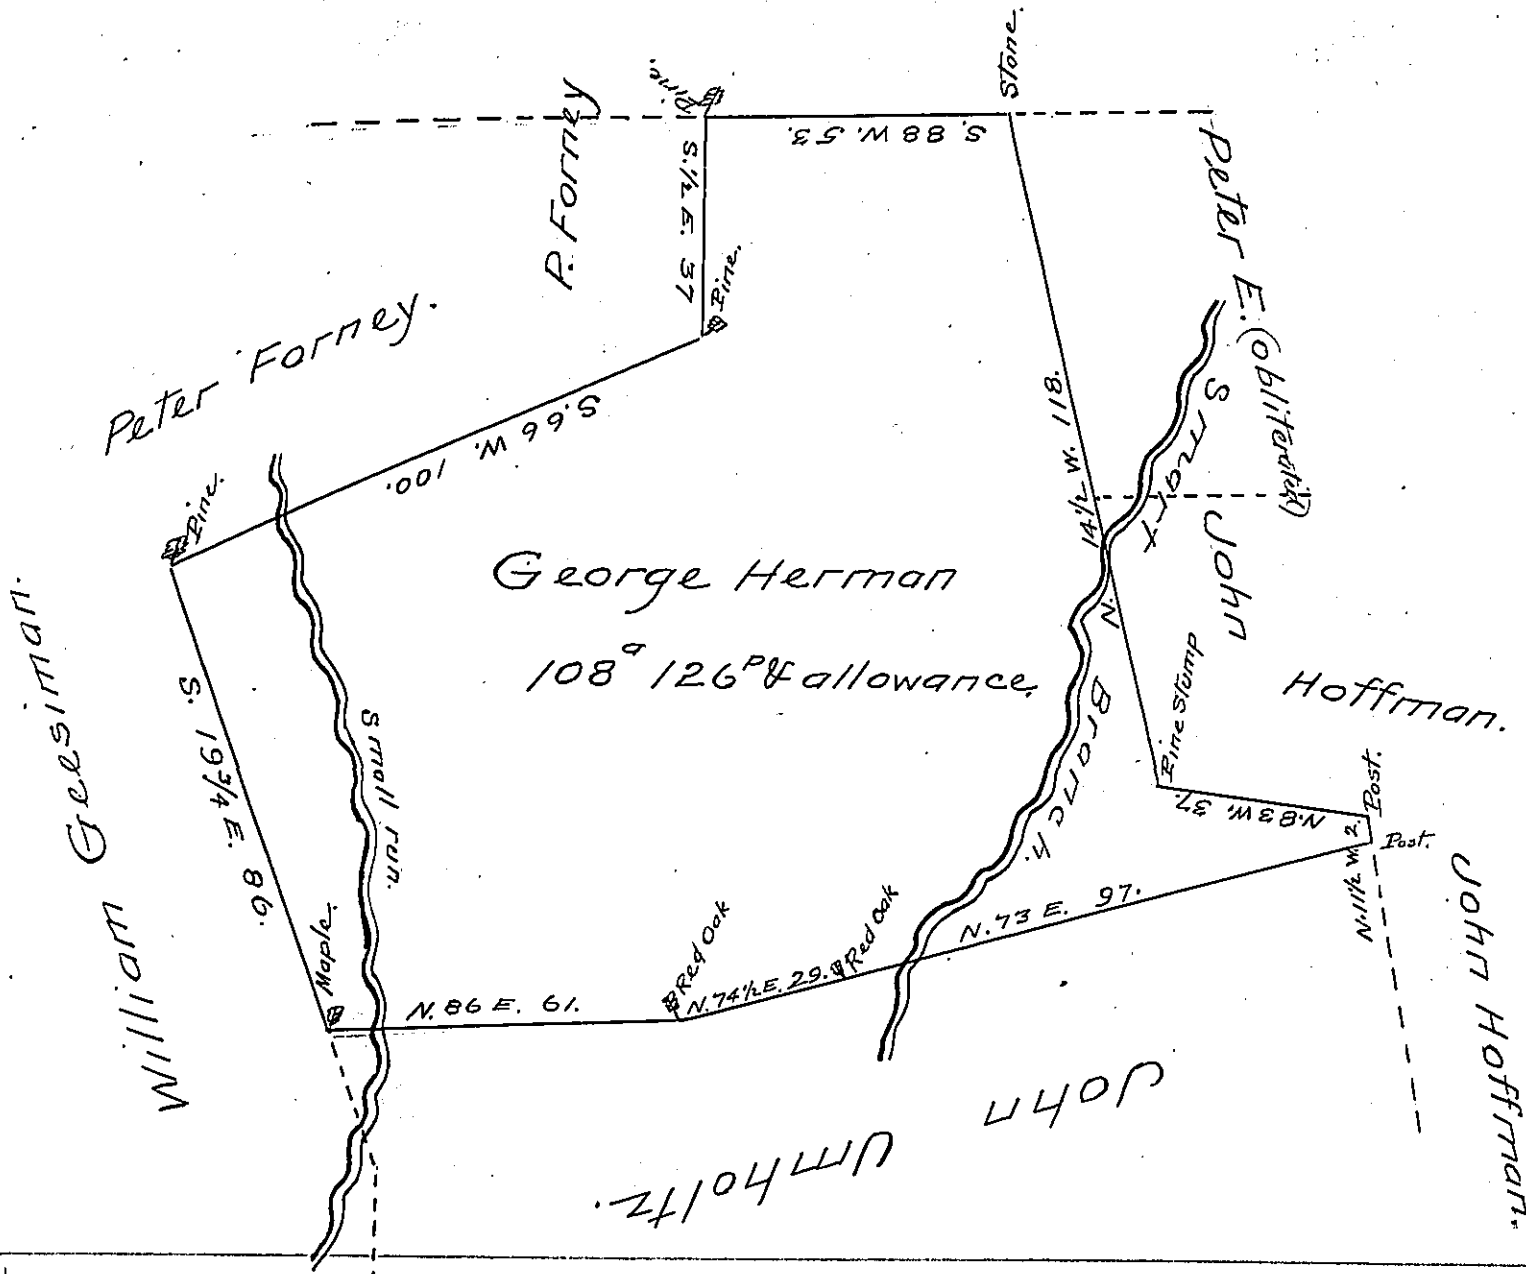 Stone.
Pine.
S. 88 W. 53.
P. Forney
S. 1/2 E. 37
Pine.
Peter E. (obliterated)
Peter Forney.
S. 66 W. 100.
N. 14 1/2 W. 118.
Smart
Branch.
Pine.
John
Hoffman.
George Herman
108ᵃ 126ᵖ & allowance.
William Geesiman.
S. 19 3/4 E. 86.
Small run.
Pine Stump
N. 83 W. 37.
Post.
N. 11 1/2 W. 2.
Post.
John Hoffman.
Maple.
N. 86 E. 61.
Red Oak
N. 74 1/2 E. 29.
Red Oak
N. 73 E. 97.
John
Umholtz.